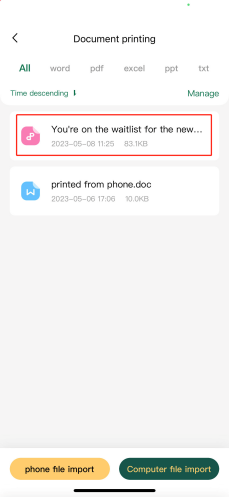 Document printing
All word pdf excel ppt txt
Time descending ⬇ Manage
You're on the waitlist for the new...
2023-05-08 11:25 83.1KB
printed from phone.doc
2023-05-06 17:06 10.0KB
phone file import Computer file import